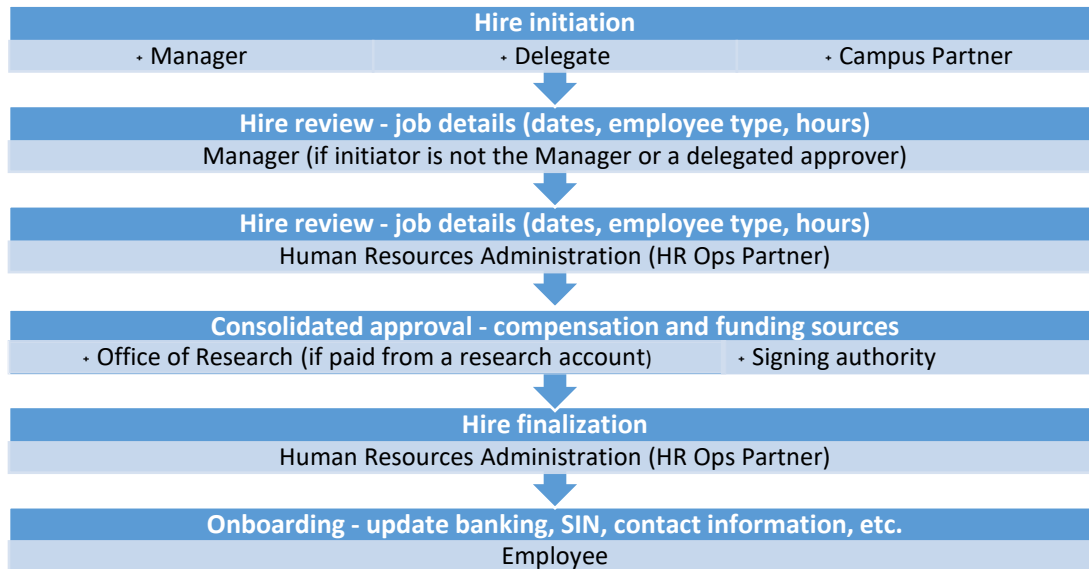 Hire initiation
+ Manager + Delegate + Campus Partner
Hire review - job details (dates, employee type, hours)
Manager (if initiator is not the Manager or a delegated approver)
Hire review - job details (dates, employee type, hours)
Human Resources Administration (HR Ops Partner)
Consolidated approval - compensation and funding sources
+ Office of Research (if paid from a research account) + Signing authority
Hire finalization
Human Resources Administration (HR Ops Partner)
Onboarding - update banking, SIN, contact information, etc.
Employee